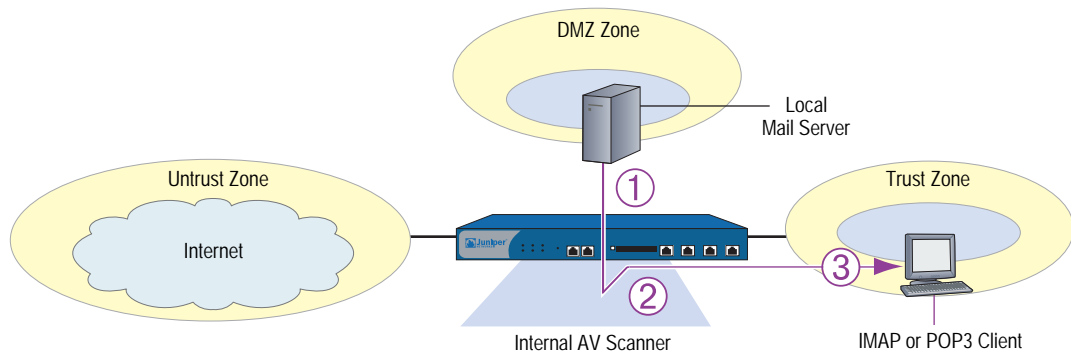 DMZ Zone
Local
Mail Server
Untrust Zone
1
Trust Zone
Internet
Juniper
3
2
Internal AV Scanner
IMAP or POP3 Client